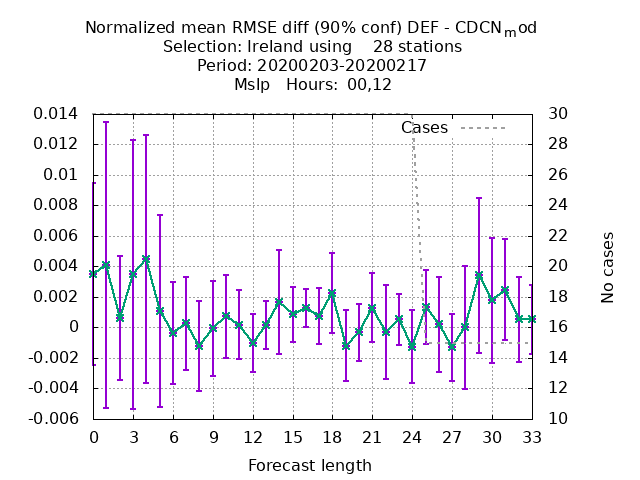 Normalized mean RMSE diff (90% conf) DEF - CDCN_mod
Selection: Ireland using    28 stations
Period: 20200203-20200217
Mslp   Hours:  00,12
Cases
0.014
0.012
0.01
0.008
0.006
0.004
0.002
0
-0.002
-0.004
-0.006
30
28
26
24
22
20
18
16
14
12
10
No cases
0 3 6 9 12 15 18 21 24 27 30 33
Forecast length